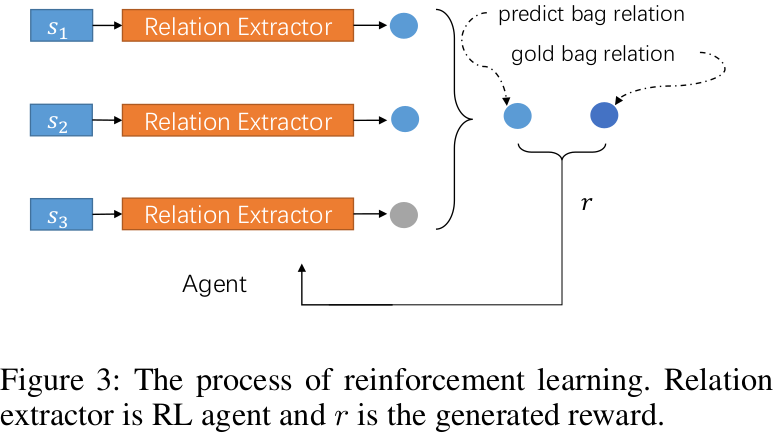 s1 Relation Extractor
predict bag relation
gold bag relation
s2 Relation Extractor
s3 Relation Extractor
r
Agent
Figure 3: The process of reinforcement learning. Relation
extractor is RL agent and r is the generated reward.